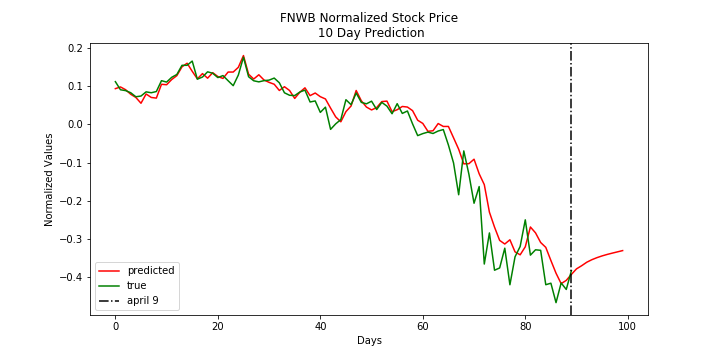 FNWB Normalized Stock Price
10 Day Prediction
Normalized Values
0.2
0.1
0.0
−0.1
−0.2
−0.3
−0.4
predicted
true
april 9
0 20 40 60 80 100
Days